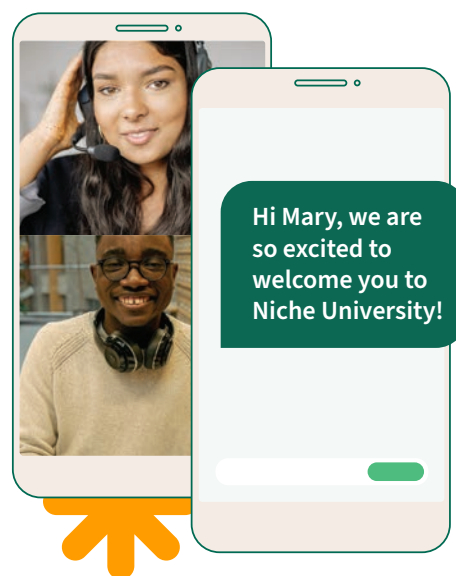 Hi Mary, we are
so excited to
welcome you to
Niche University!